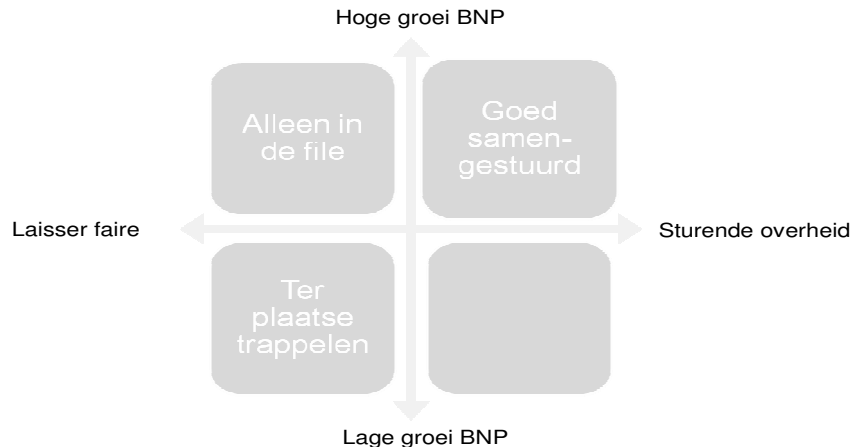 Hoge groei BNP
Alleen in
de file
Goed
samen-
gestuurd
Laisser faire
Sturende overheid
Ter
plaatse
trappelen
Lage groei BNP